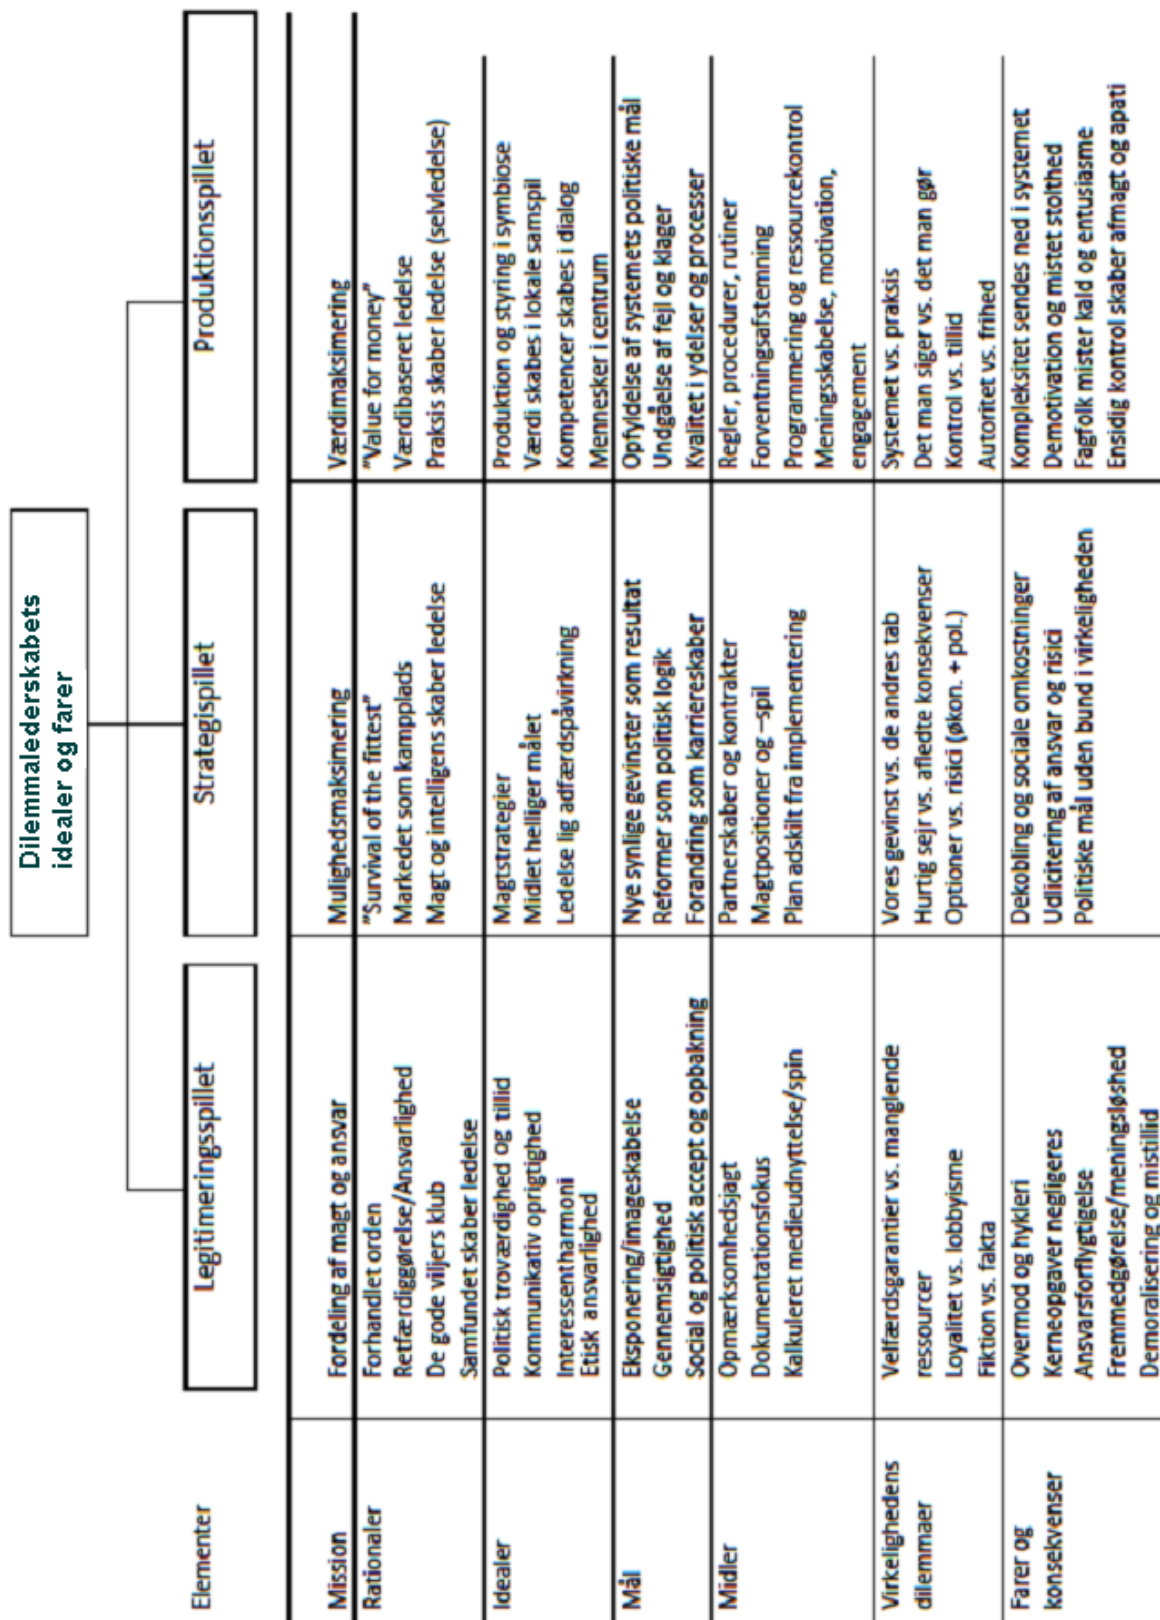 Dilemmalederskabets
idealer og farer
Elementer
Legitimeringsspillet
Strategispillet
Produktionsspillet
Mission
Fordeling af magt og ansvar
Mulighedsmaksimering
Værdimaksimering
Rationaler
Forhandlet orden
Retfærdiggørelse/Ansvarlighed
De gode viljers klub
Samfundet skaber ledelse
"Survival of the fittest"
Markedet som kampplads
Magt og intelligens skaber ledelse
"Value for money"
Værdibaseret ledelse
Praksis skaber ledelse (selvledelse)
Idealer
Politisk troværdighed og tillid
Kommunikativ oprigtighed
Interessentharmoni
Etisk ansvarlighed
Magtstrategier
Midlet helliger målet
Ledelse lig adfærdspåvirkning
Produktion og styring i symbiose
Værdi skabes i lokale samspil
Kompetencer skabes i dialog
Mennesker i centrum
Mål
Eksponering/imageskabelse
Gennemsigtighed
Social og politisk accept og opbakning
Nye synlige gevinster som resultat
Reformer som politisk logik
Forandring som karriereskaber
Opfyldelse af systemets politiske mål
Undgåelse af fejl og klager
Kvalitet i ydelser og processer
Midler
Opmærksomhedsjagt
Dokumentationsfokus
Kalkuleret medieudnyttelse/spin
Partnerskaber og kontrakter
Magtpositioner og –spil
Plan adskilt fra implementering
Regler, procedurer, rutiner
Forventningsafstemning
Programmering og ressourcekontrol
Meningsskabelse, motivation,
engagement
Virkelighedens
dilemmaer
Velfærdsgarantier vs. manglende
ressourcer
Loyalitet vs. lobbyisme
Fiktion vs. fakta
Vores gevinst vs. de andres tab
Hurtig sejr vs. afledte konsekvenser
Optioner vs. risici (økon. + pol.)
Systemet vs. praksis
Det man siger vs. det man gør
Kontrol vs. tillid
Autoritet vs. frihed
Farer og
konsekvenser
Overmod og hykleri
Kerneopgaver negligeres
Ansvarsforflygtigelse
Fremmedgørelse/meningsløshed
Demoralisering og mistillid
Dekobling og sociale omkostninger
Udlicitering af ansvar og risici
Politiske mål uden bund i virkeligheden
Kompleksitet sendes ned i systemet
Demotivation og mistet stolthed
Fagfolk mister kald og entusiasme
Ensidig kontrol skaber afmagt og apati